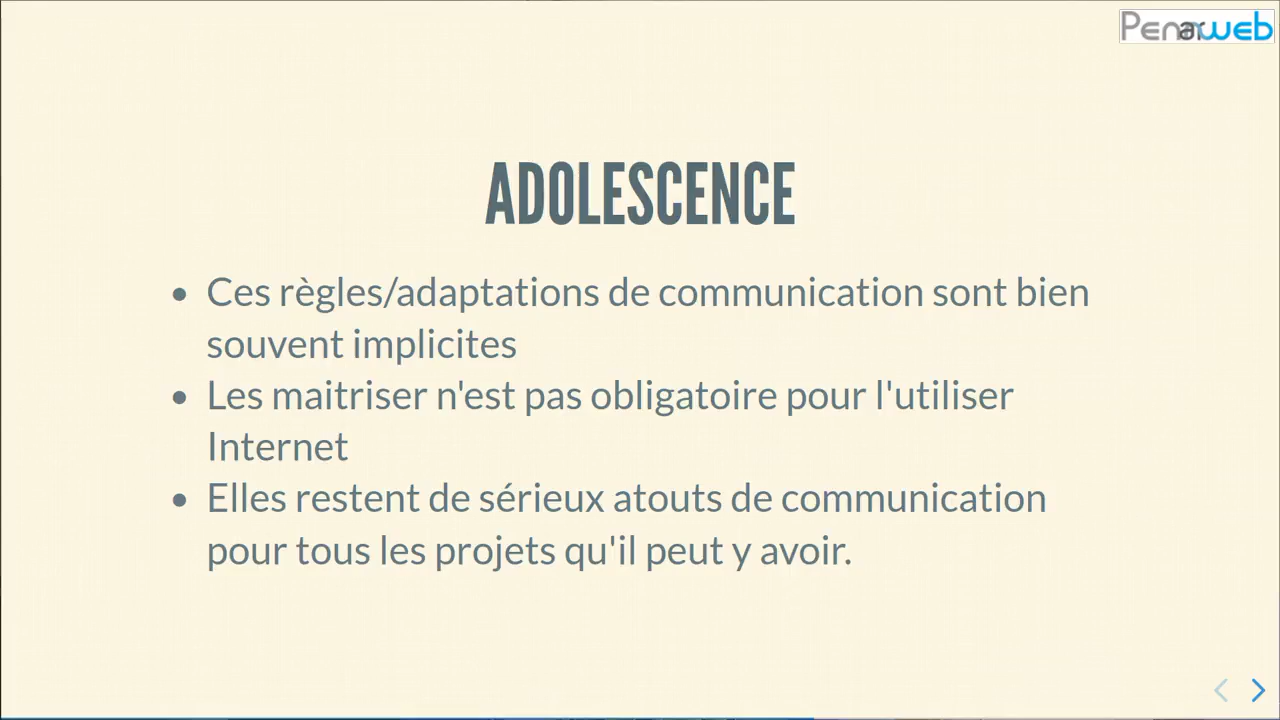 Penarweb
ADOLESCENCE
• Ces règles/adaptations de communication sont bien
souvent implicites
• Les maitriser n'est pas obligatoire pour l'utiliser
Internet
• Elles restent de sérieux atouts de communication
pour tous les projets qu'il peut y avoir.